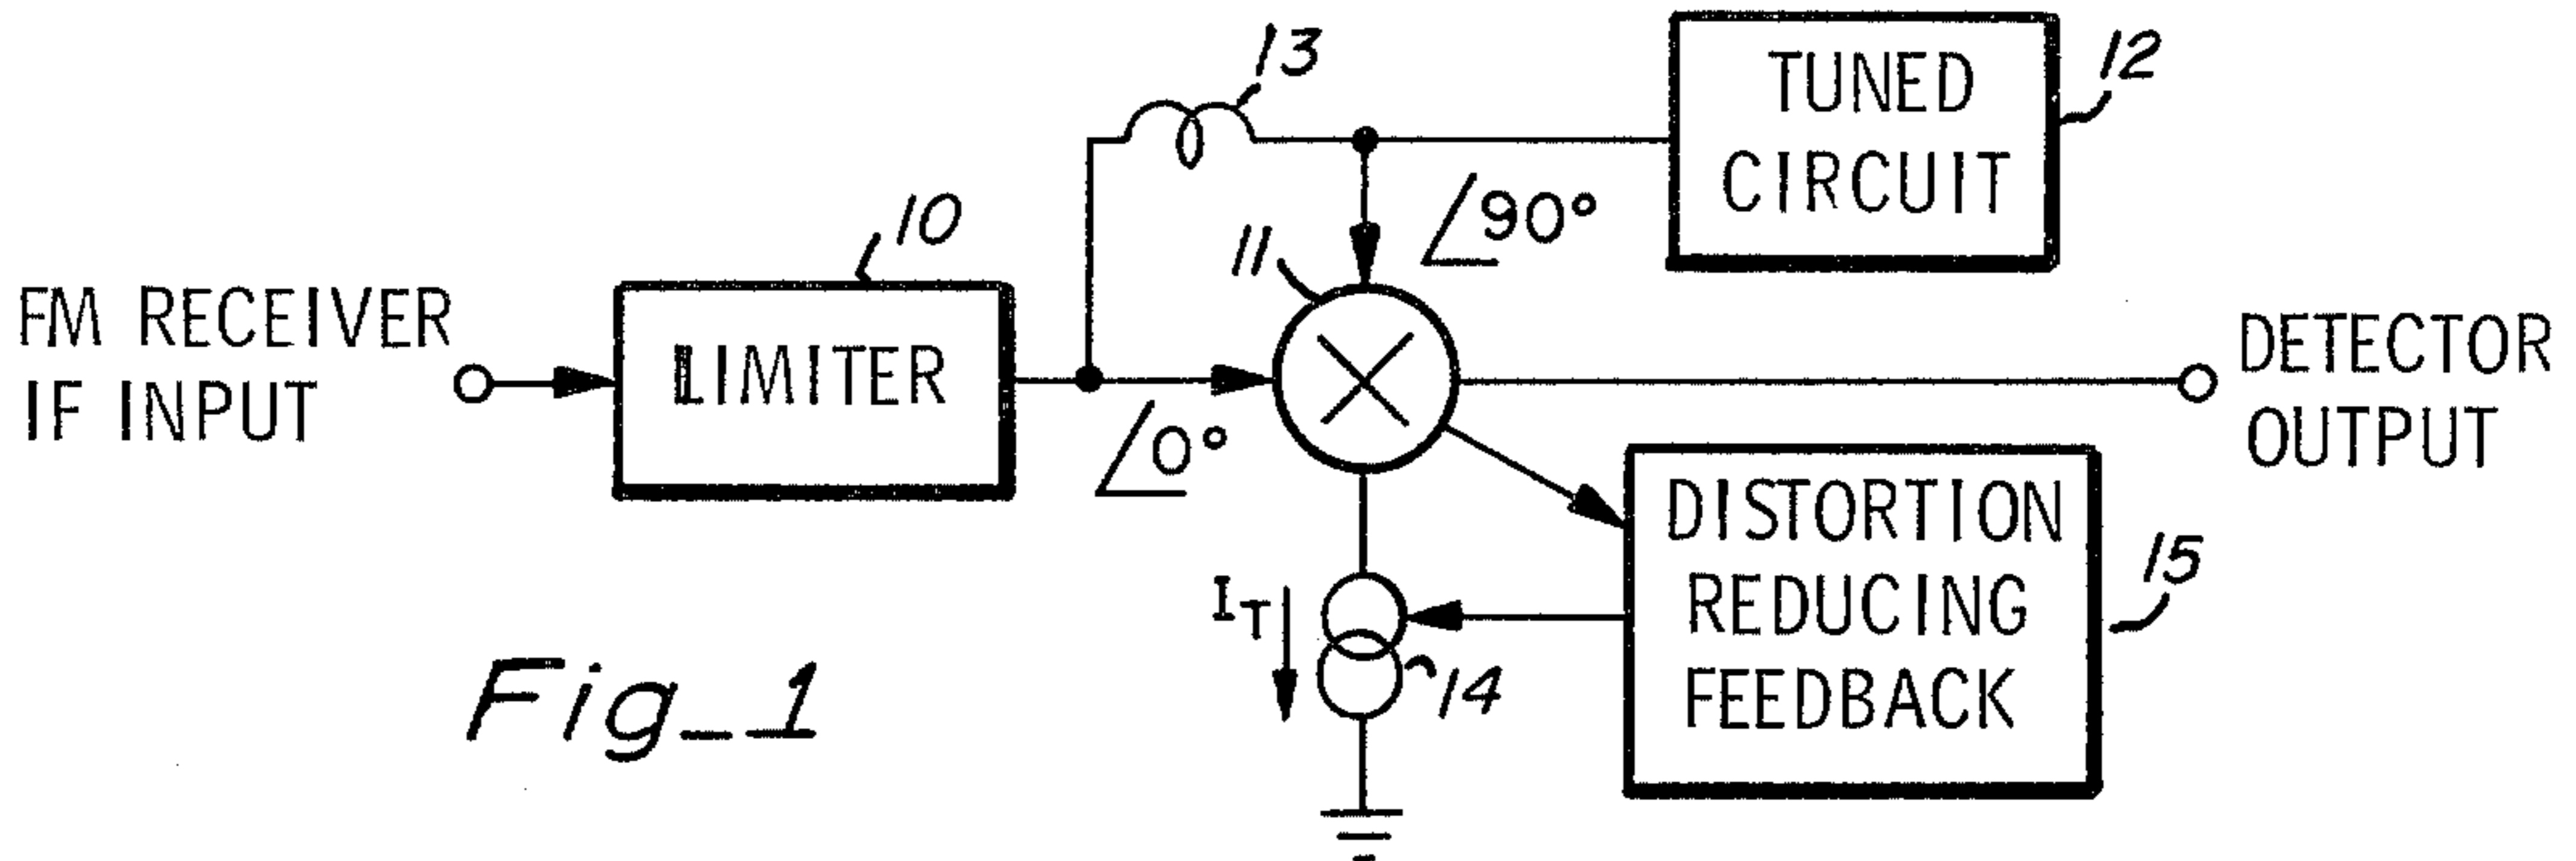 13
TUNED
CIRCUIT
12
10
∠90°
11
FM RECEIVER
IF INPUT
LIMITER
∠0°
DETECTOR
OUTPUT
DISTORTION
REDUCING
FEEDBACK
15
I_T
14
Fig_1